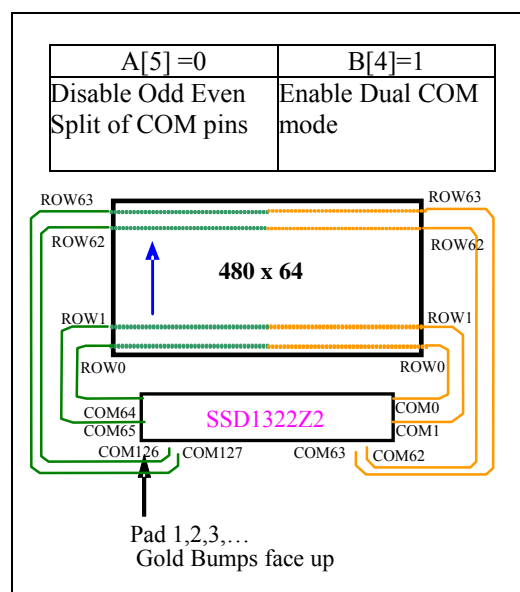 A[5] =0
B[4]=1
Disable Odd Even
Split of COM pins
Enable Dual COM
mode
ROW63
ROW63
ROW62
ROW62
480 x 64
ROW1
ROW1
ROW0
ROW0
COM64
COM0
SSD1322Z2
COM65
COM1
COM126
COM127
COM63
COM62
Pad 1,2,3,…
Gold Bumps face up